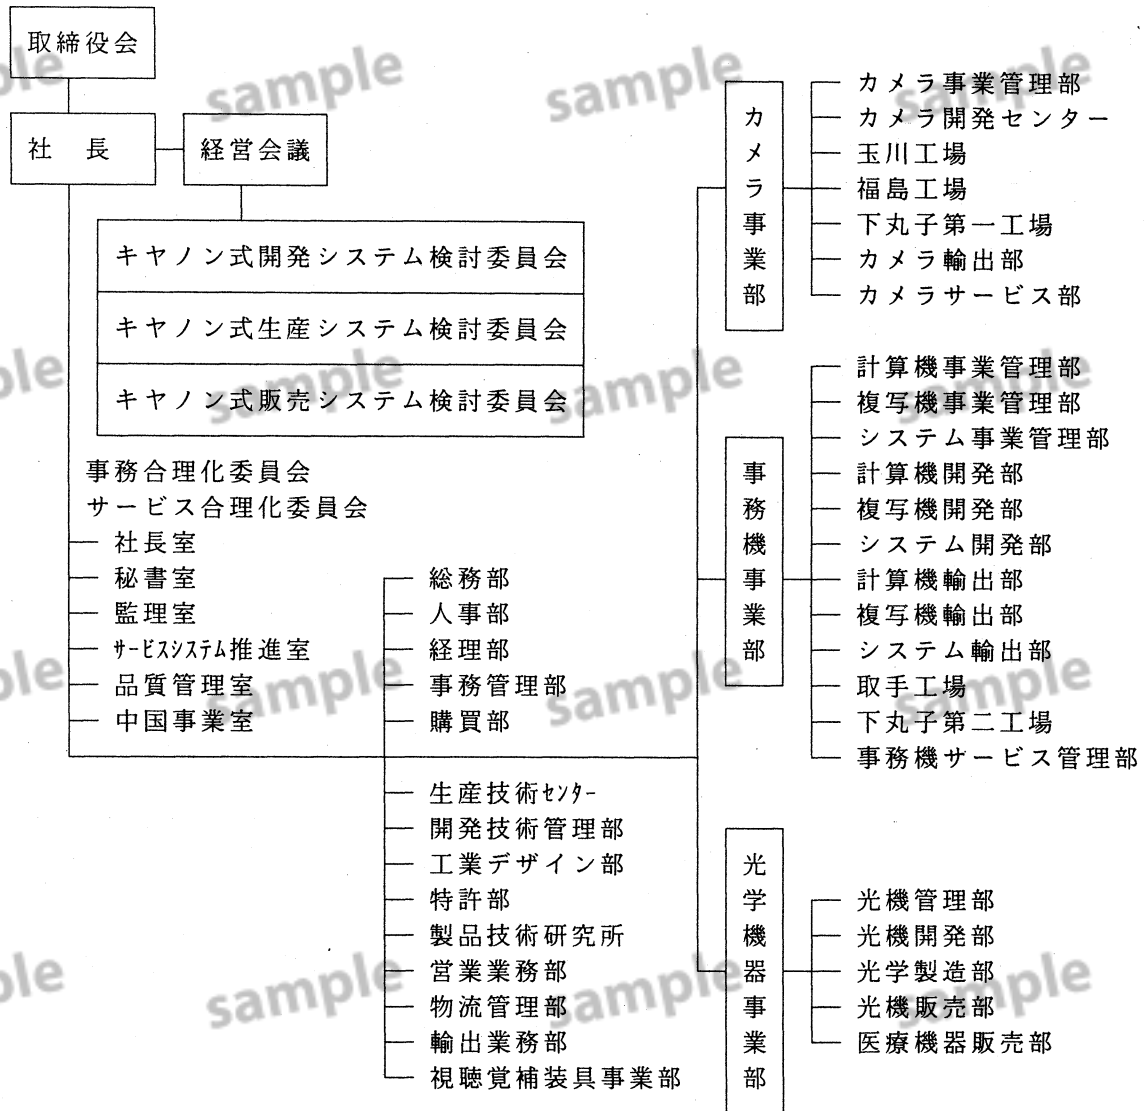 取締役会
社　長
経営会議
キヤノン式開発システム検討委員会
キヤノン式生産システム検討委員会
キヤノン式販売システム検討委員会
事務合理化委員会
サービス合理化委員会
社長室
秘書室
監理室
ｻｰﾋﾞｽｼｽﾃﾑ推進室
品質管理室
中国事業室
総務部
人事部
経理部
事務管理部
購買部
生産技術ｾﾝﾀｰ
開発技術管理部
工業デザイン部
特許部
製品技術研究所
営業業務部
物流管理部
輸出業務部
視聴覚補装具事業部
カメラ事業部
カメラ事業管理部
カメラ開発センター
玉川工場
福島工場
下丸子第一工場
カメラ輸出部
カメラサービス部
事務機事業部
計算機事業管理部
複写機事業管理部
システム事業管理部
計算機開発部
複写機開発部
システム開発部
計算機輸出部
複写機輸出部
システム輸出部
取手工場
下丸子第二工場
事務機サービス管理部
光学機器事業部
光機管理部
光機開発部
光学製造部
光機販売部
医療機器販売部
ple
sample
sample
sample
ple
sample
sample
sample
ple
sample
sample
sample
ple
sample
sample
sample